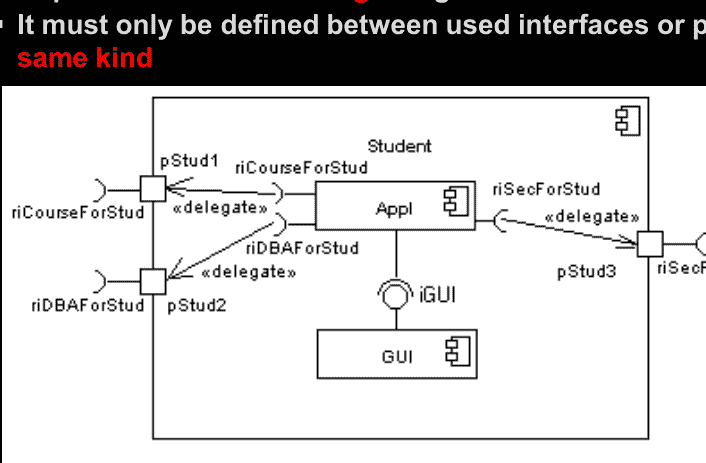 It must only be defined between used interfaces or p
same kind
Student
pStud1
riCourseForStud
riSecForStud
«delegate»
Appl
«delegate»
riCourseForStud
riDBAForStud
«delegate»
pStud3
riSecF
iGUI
riDBAForStud
pStud2
GUI